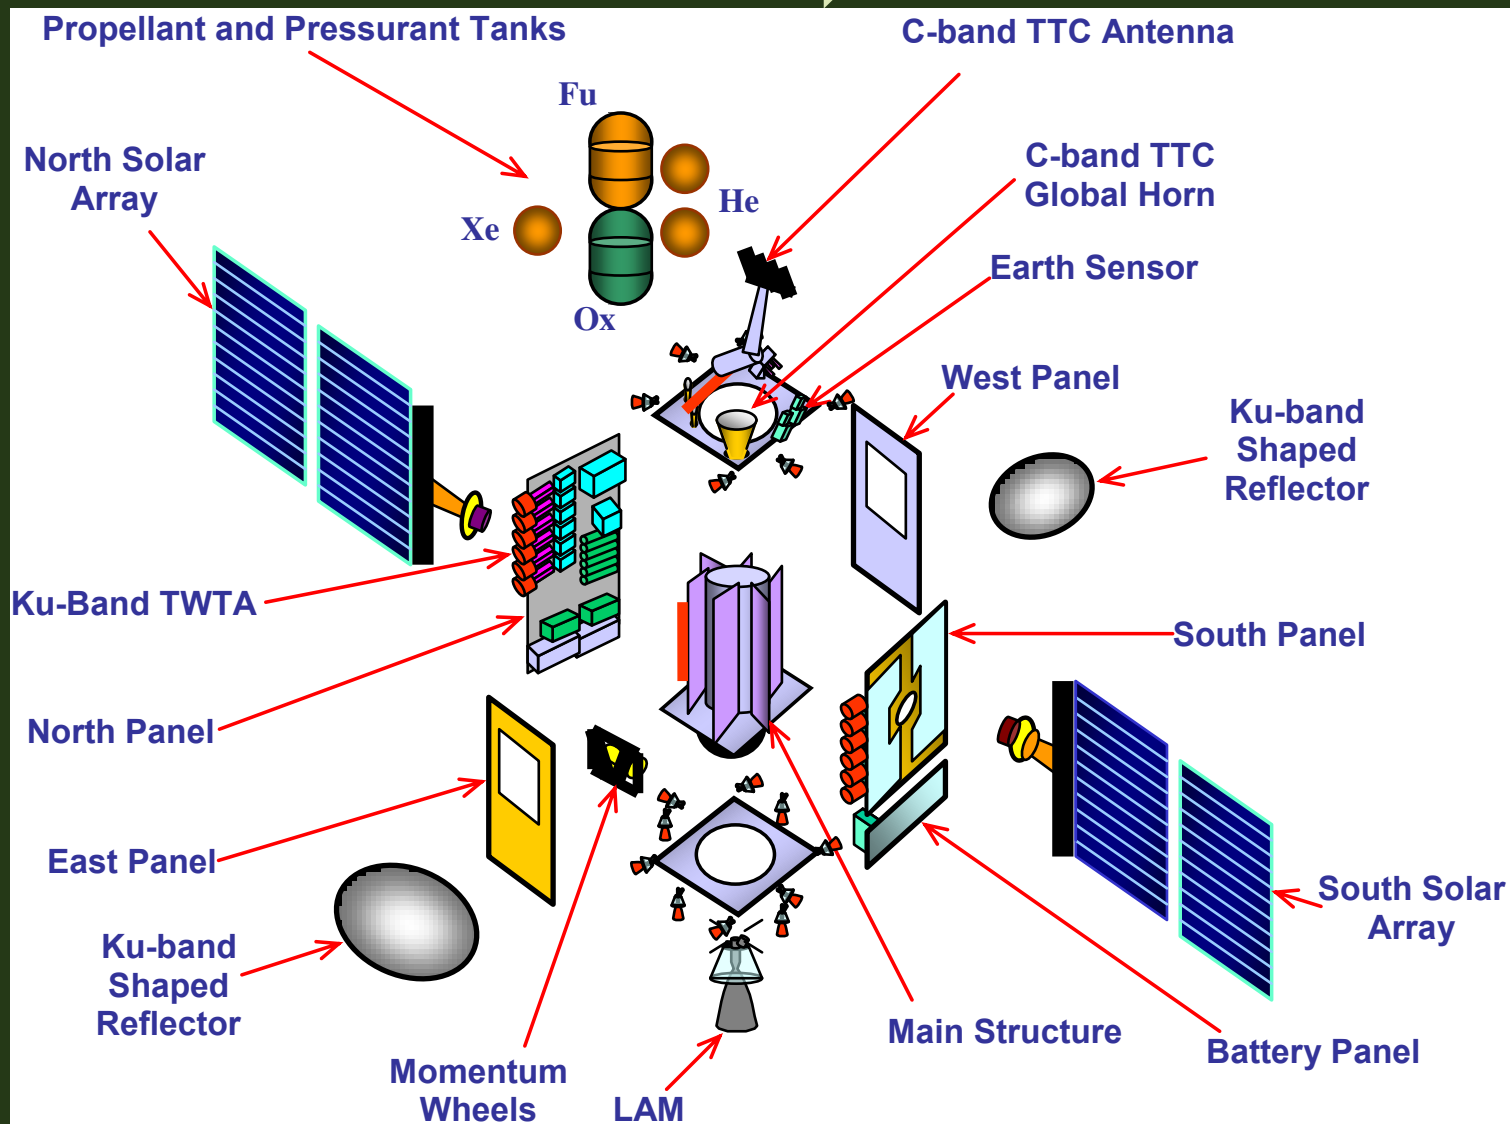 Propellant and Pressurant Tanks
C-band TTC Antenna
Fu
North Solar
Array
C-band TTC
Global Horn
He
Xe
Earth Sensor
Ox
West Panel
Ku-band
Shaped
Reflector
Ku-Band TWTA
South Panel
North Panel
East Panel
South Solar
Array
Ku-band
Shaped
Reflector
Main Structure
Battery Panel
Momentum
Wheels
LAM